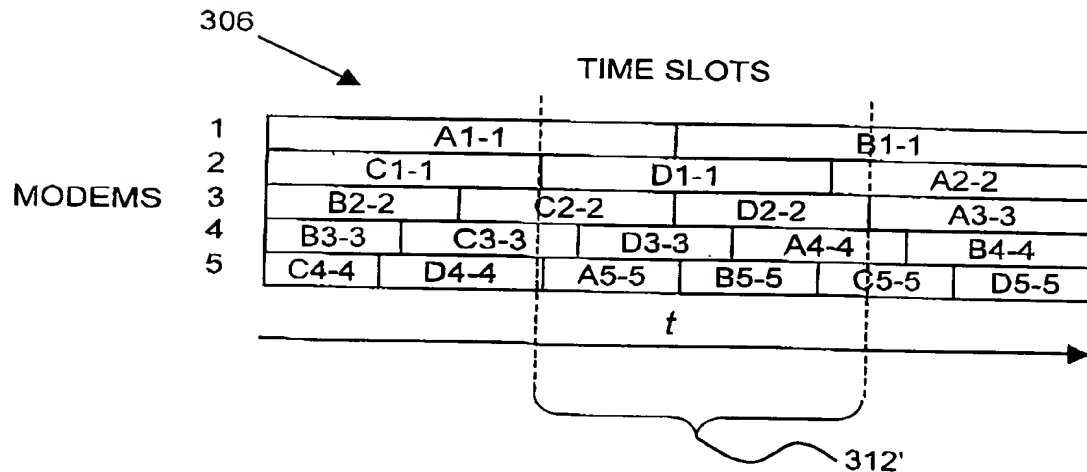 306
TIME SLOTS
MODEMS
1 A1-1 B1-1
2 C1-1 D1-1 A2-2
3 B2-2 C2-2 D2-2 A3-3
4 B3-3 C3-3 D3-3 A4-4 B4-4
5 C4-4 D4-4 A5-5 B5-5 C5-5 D5-5
t
312'